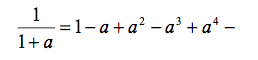 1/(1+a) = 1 − a + a² − a³ + a⁴ −